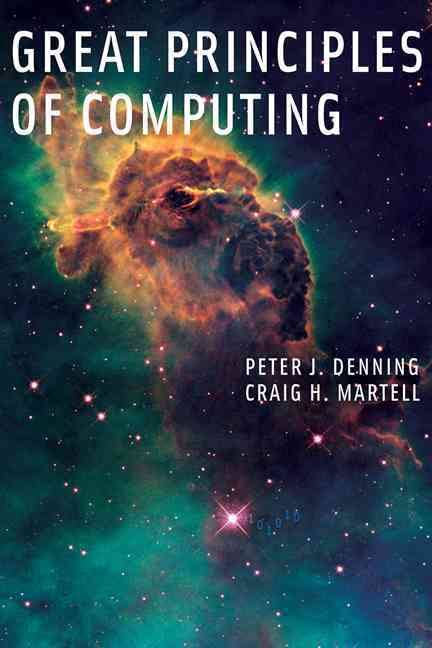 GREAT PRINCIPLES
OF COMPUTING
PETER J. DENNING
CRAIG H. MARTELL